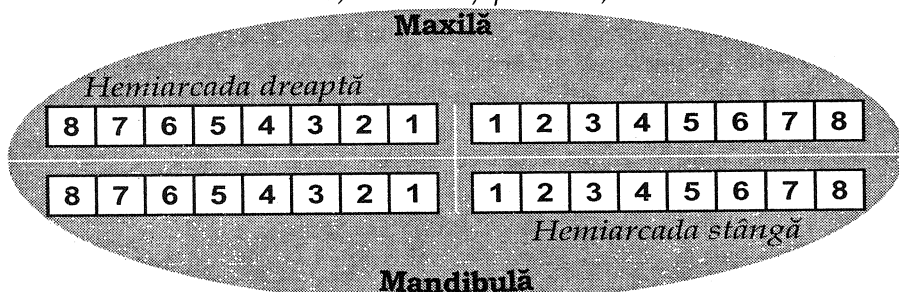 Maxilă
Hemiarcada dreaptă
8 7 6 5 4 3 2 1 1 2 3 4 5 6 7 8
8 7 6 5 4 3 2 1 1 2 3 4 5 6 7 8
Hemiarcada stângă
Mandibulă